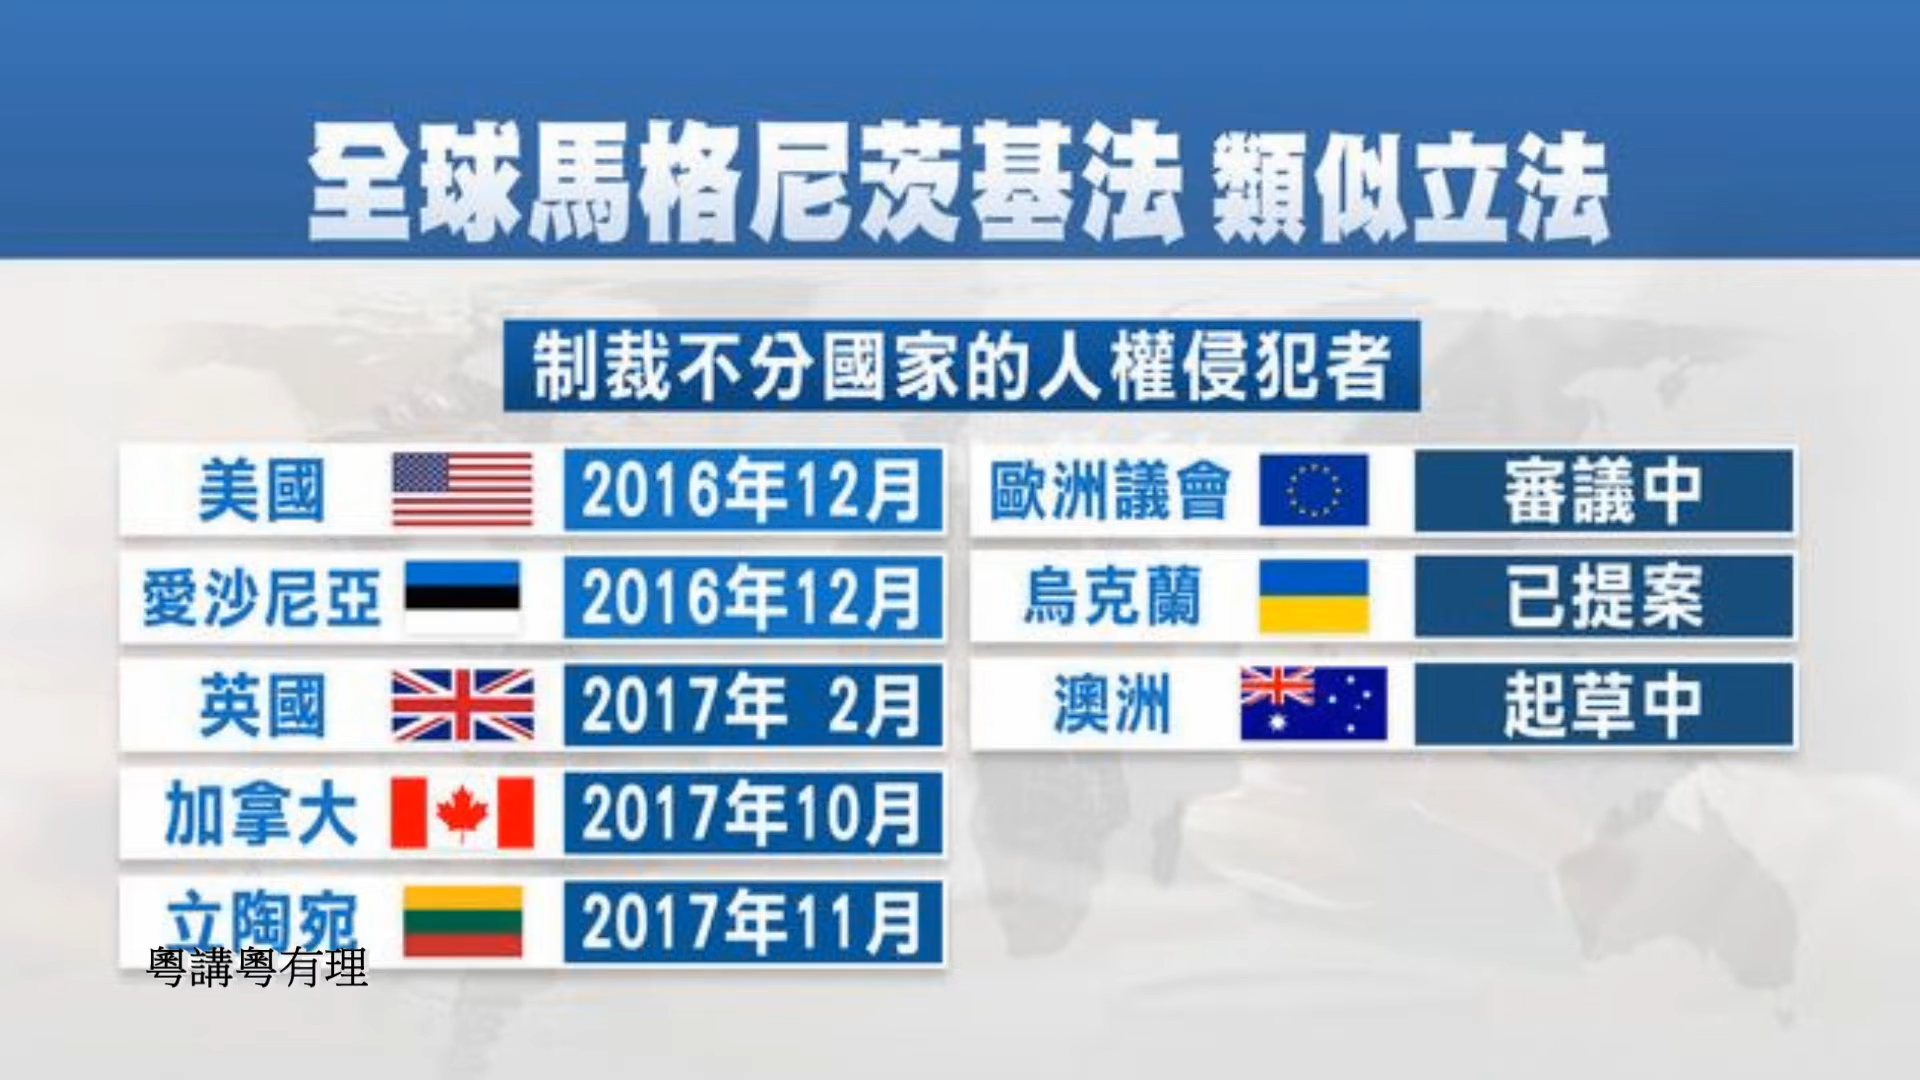 全球馬格尼茨基法 類似立法
制裁不分國家的人權侵犯者
美國 2016年12月
愛沙尼亞 2016年12月
英國 2017年 2月
加拿大 2017年10月
立陶宛 2017年11月
歐洲議會 審議中
烏克蘭 已提案
澳洲 起草中
粵講粵有理